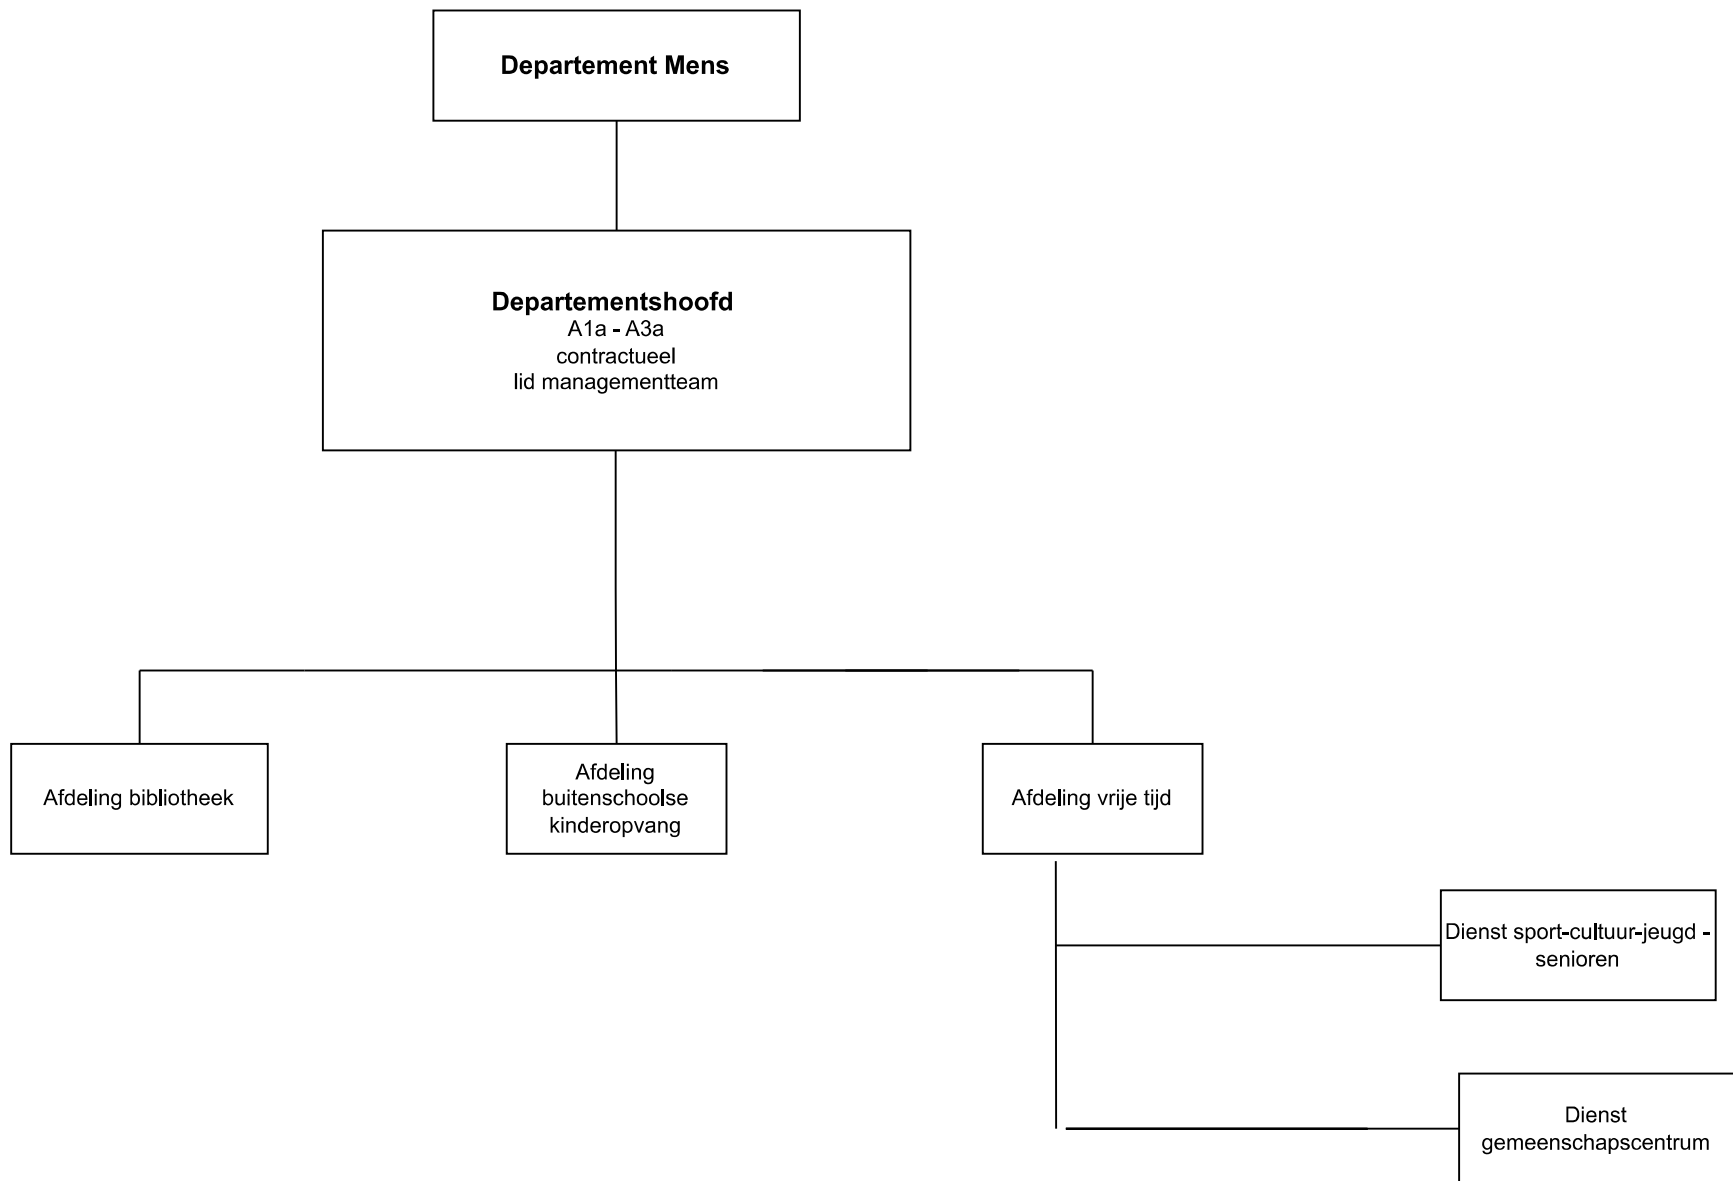 Departement Mens
Departementshoofd
A1a - A3a
contractueel
lid managementteam
Afdeling bibliotheek
Afdeling
buitenschoolse
kinderopvang
Afdeling vrije tijd
Dienst sport-cultuur-jeugd -
senioren
Dienst
gemeenschapscentrum